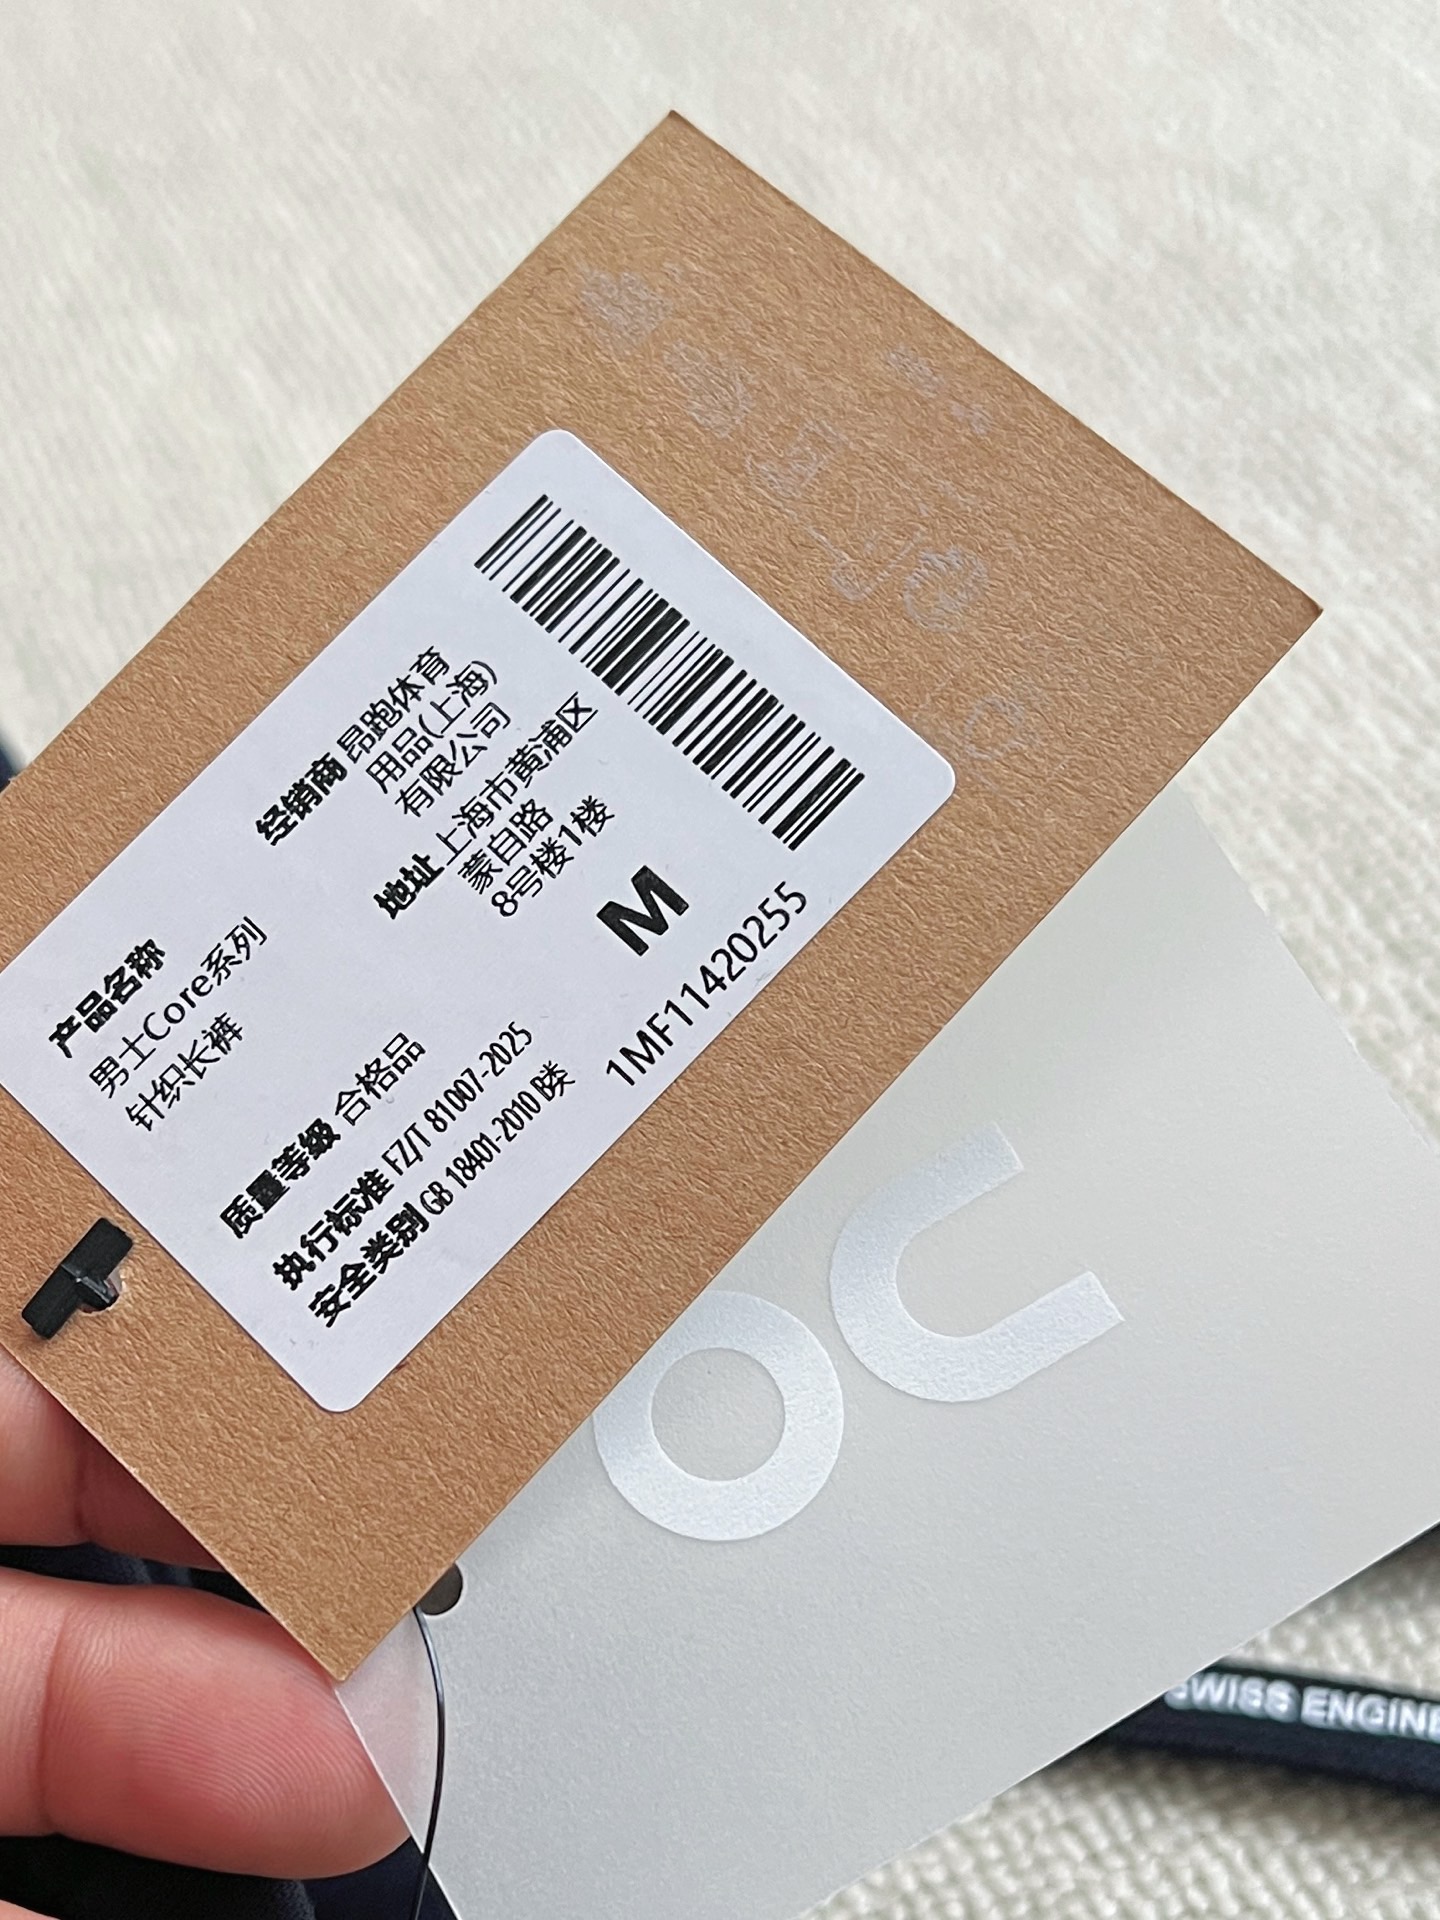 产品名称
男士Core系列
针织长裤
经销商 昂跑体育
用品(上海)
有限公司
地址 上海市黄浦区
蒙自路
8号楼1楼
质量等级 合格品
执行标准 FZ/T 81007-2025
安全类别 GB 18401-2010 B类
M
1MF11420255
on
SWISS